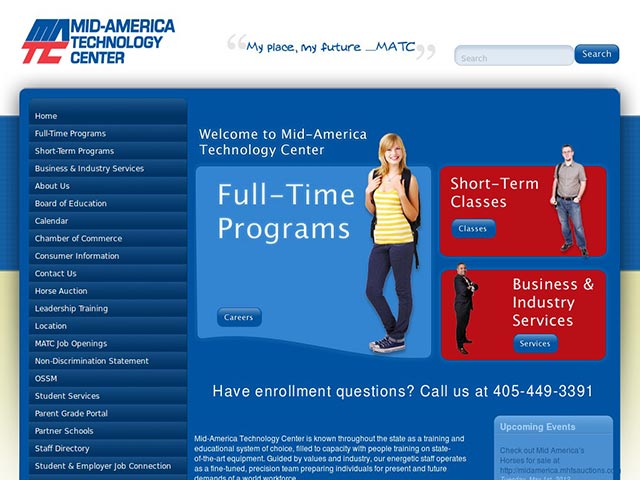 MID-AMERICA
TECHNOLOGY
CENTER
MATC
“My place, my future ....MATC”
Search
Search
Home
Full-Time Programs
Short-Term Programs
Business & Industry Services
About Us
Board of Education
Calendar
Chamber of Commerce
Consumer Information
Contact Us
Horse Auction
Leadership Training
Location
MATC Job Openings
Non-Discrimination Statement
OSSM
Student Services
Parent Grade Portal
Partner Schools
Staff Directory
Student & Employer Job Connection
Welcome to Mid-America
Technology Center
Full-Time
Programs
Careers
Short-Term
Classes
Classes
Business &
Industry
Services
Services
Have enrollment questions? Call us at 405-449-3391
Mid-America Technology Center is known throughout the state as a training and
educational system of choice, filled to capacity with people training on state-
of-the-art equipment. Guided by values and industry, our energetic staff operates
as a fine-tuned, precision team preparing individuals for present and future
demands of a world workforce.
Upcoming Events
Check out Mid America's
Horses for sale at
http://midamerica.mhfsauctions.com
Tuesday, May 1st, 2012